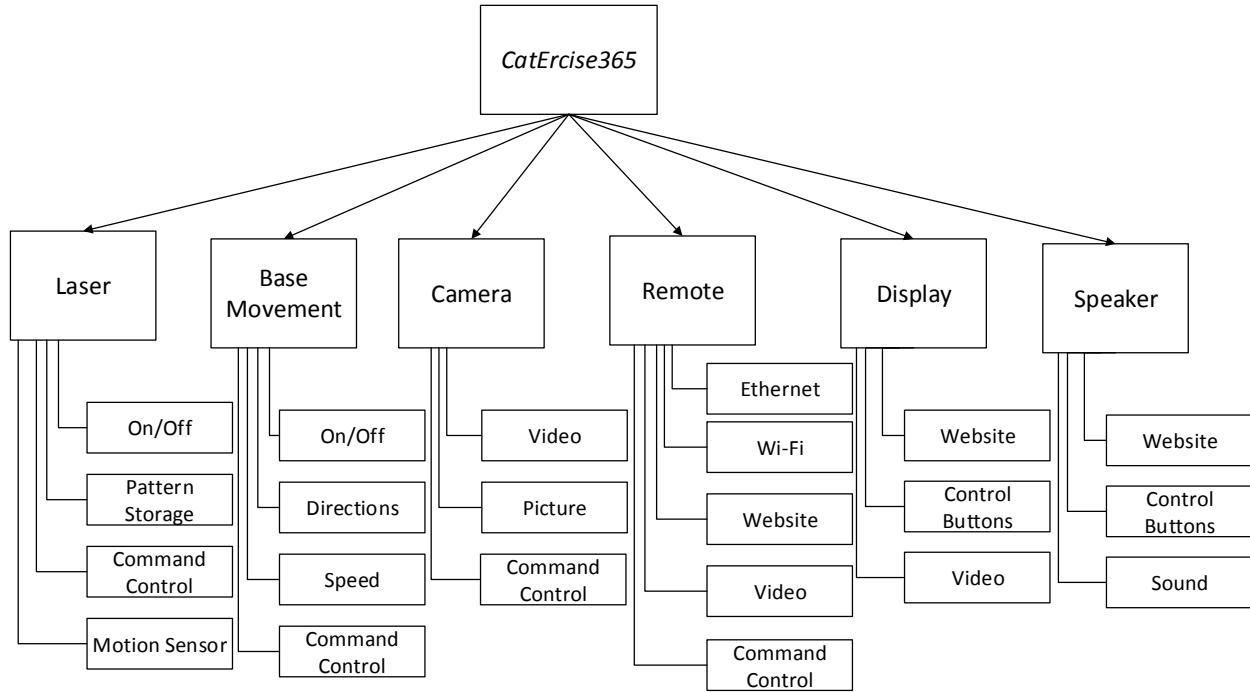 CatErcise365
Laser
Base
Movement
Camera
Remote
Display
Speaker
On/Off
Pattern
Storage
Command
Control
Motion Sensor
On/Off
Directions
Speed
Command
Control
Video
Picture
Command
Control
Ethernet
Wi-Fi
Website
Video
Command
Control
Website
Control
Buttons
Video
Website
Control
Buttons
Sound